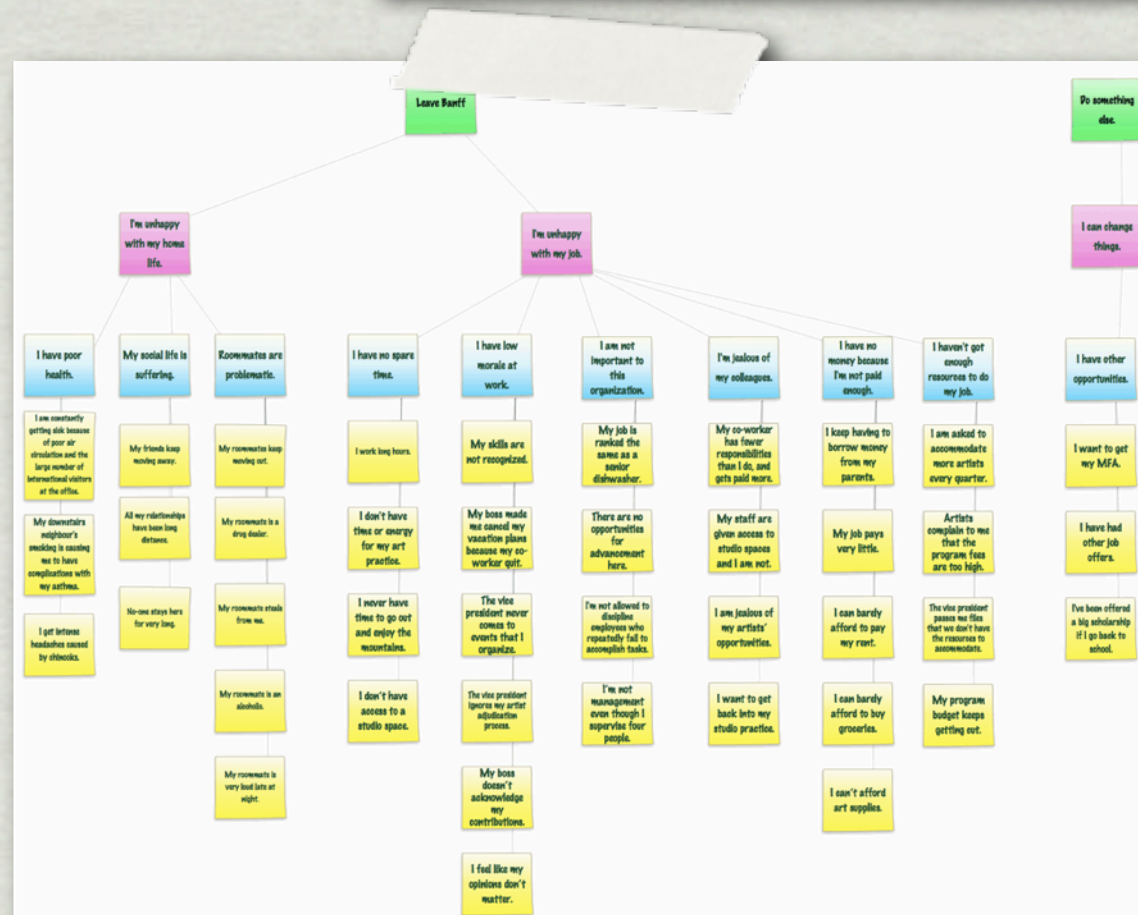 Leave Banff
Do something
else.
I'm unhappy
with my home
life.
I'm unhappy
with my job.
I can change
things.
I have poor
health.
My social life is
suffering.
Roommates are
problematic.
I have no spare
time.
I have low
morale at
work.
I am not
important to
this
organization.
I'm jealous of
my colleagues.
I have no
money because
I'm not paid
enough.
I haven't got
enough
resources to do
my job.
I have other
opportunities.
I am constantly
getting sick because
of poor air
circulation and the
large number of
international visitors
at the office.
My downstairs
neighbour's
smoking is causing
me to have
complications with
my asthma.
I get intense
headaches caused
by chinooks.
My friends keep
moving away.
All my relationships
have been long
distance.
No-one stays here
for very long.
My roommates keep
moving out.
My roommate is a
drug dealer.
My roommate steals
from me.
My roommate is an
alcoholic.
My roommate is
very loud late at
night.
I work long hours.
I don't have
time or energy
for my art
practice.
I never have
time to go out
and enjoy the
mountains.
I don't have
access to a
studio space.
My skills are
not recognized.
My boss made
me cancel my
vacation plans
because my co-
worker quit.
The vice
president never
comes to
events that I
organize.
The vice president
ignores my artist
adjudication
process.
My boss
doesn't
acknowledge
my
contributions.
I feel like my
opinions don't
matter.
My job is
ranked the
same as a
senior
dishwasher.
There are no
opportunities
for
advancement
here.
I'm not allowed to
discipline
employees who
repeatedly fail to
accomplish tasks.
I'm not
management
even though I
supervise four
people.
My co-worker
has fewer
responsibilities
than I do, and
gets paid more.
My staff are
given access to
studio spaces
and I am not.
I am jealous of
my artists'
opportunities.
I want to get
back into my
studio practice.
I keep having to
borrow money
from my
parents.
My job pays
very little.
I can barely
afford to pay
my rent.
I can barely
afford to buy
groceries.
I can't afford
art supplies.
I am asked to
accommodate
more artists
every quarter.
Artists
complain to me
that the
program fees
are too high.
The vice president
passes me files
that we don't have
the resources to
accommodate.
My program
budget keeps
getting cut.
I want to get
my MFA.
I have had
other job
offers.
I've been offered
a big scholarship
if I go back to
school.